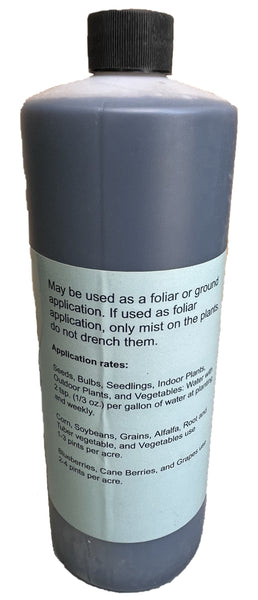 May be used as a foliar or ground
application. If used as foliar
application, only mist on the plants
do not drench them.
Application rates:
Seeds, Bulbs, Seedlings, Indoor Plants,
Outdoor Plants, and Vegetables: Water with
2 tsp. (1/3 oz.) per gallon of water at planting
and weekly.
Corn, Soybeans, Grains, Alfalfa, Root and
Tuber vegetable, and Vegetables use
1-3 pints per acre.
Blueberries, Cane Berries, and Grapes use
2-4 pints per acre.